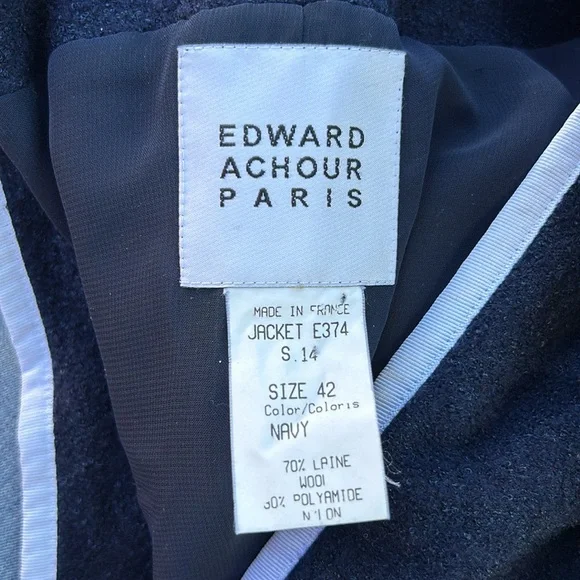 EDWARD
ACHOUR
PARIS
MADE IN FRANCE
JACKET E374
S.14
SIZE 42
Color/Coloris
NAVY
70% LAINE
WOOL
30% POLYAMIDE
NYLON